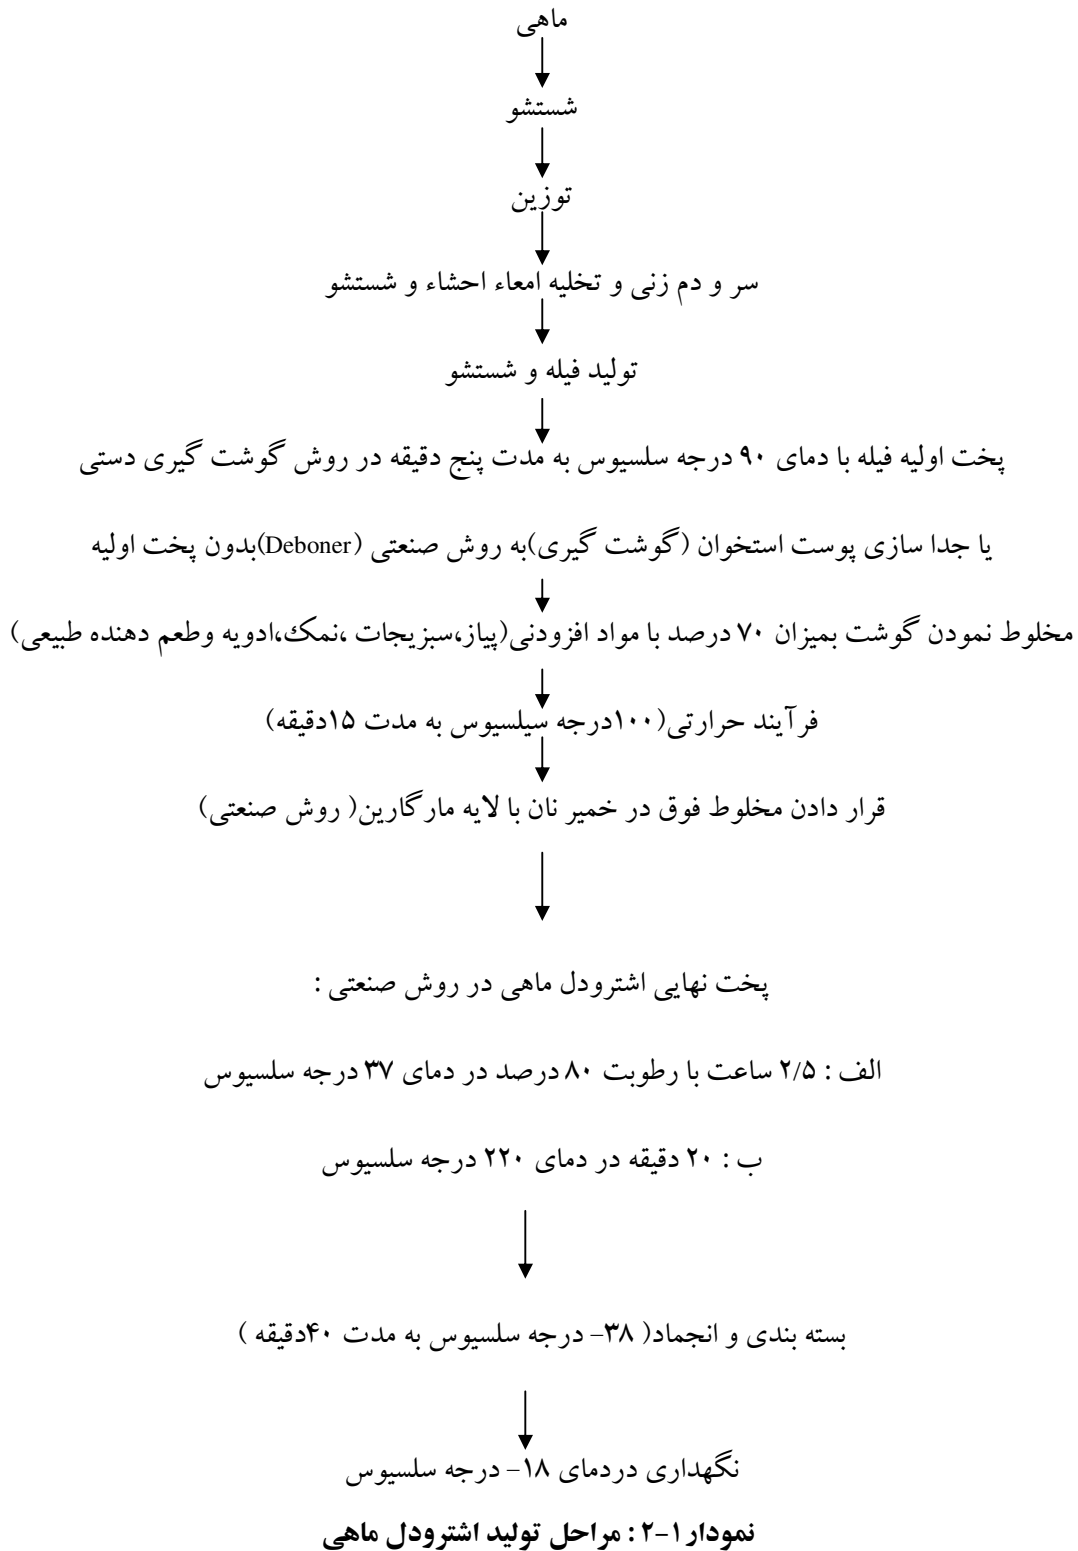 ماهی
شستشو
توزین
سر و دم زنی و تخلیه امعاء احشاء و شستشو
تولید فیله و شستشو
پخت اولیه فیله با دمای ۹۰ درجه سلسیوس به مدت پنج دقیقه در روش گوشت گیری دستی
یا جدا سازی پوست استخوان (گوشت گیری)به روش صنعتی (Deboner)بدون پخت اولیه
مخلوط نمودن گوشت بمیزان ۷۰ درصد با مواد افزودنی(پیاز،سبزیجات ،نمک،ادویه وطعم دهنده طبیعی)
فرآیند حرارتی(۱۰۰درجه سیلسیوس به مدت ۱۵دقیقه)
قرار دادن مخلوط فوق در خمیر نان با لایه مارگارین( روش صنعتی)
پخت نهایی اشترودل ماهی در روش صنعتی :
الف : ۲/۵ ساعت با رطوبت ۸۰ درصد در دمای ۳۷ درجه سلسیوس
ب : ۲۰ دقیقه در دمای ۲۲۰ درجه سلسیوس
بسته بندی و انجماد( ۳۸- درجه سلسیوس به مدت ۴۰دقیقه )
نگهداری دردمای ۱۸- درجه سلسیوس
نمودار۱-۲ : مراحل تولید اشترودل ماهی